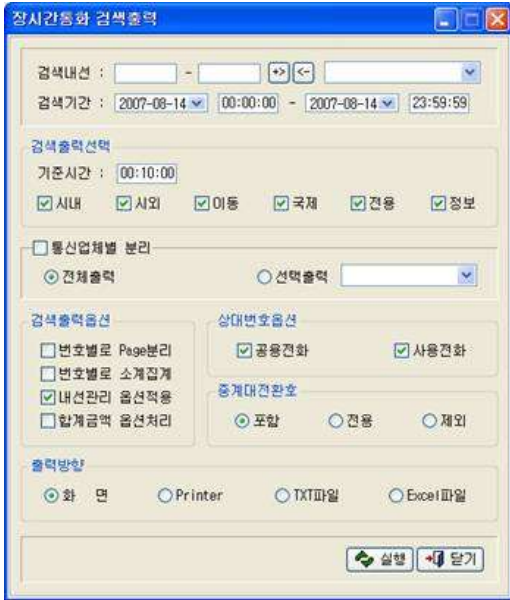 장시간통화 검색출력
검색내선 : - +> <-
검색기간 : 2007-08-14 00:00:00 - 2007-08-14 23:59:59
검색출력선택
기준시간 : 00:10:00
시내 시외 이동 국제 전용 정보
통신업체별 분리
전체출력 선택출력
검색출력옵션
번호별로 Page분리
번호별로 소계집계
내선관리 옵션적용
합계금액 옵션처리
상대번호옵션
공용전화 사용전화
중계대전환호
포함 전용 제외
출력방향
화 면 Printer TXT파일 Excel파일
실행 닫기